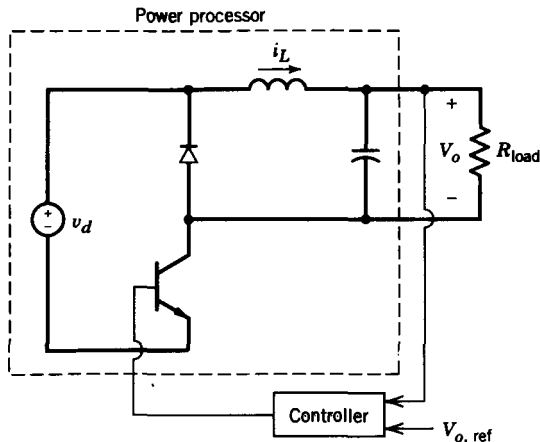 Power processor
i_L
+
V_o
−
R_load
+
−
v_d
Controller
V_o, ref